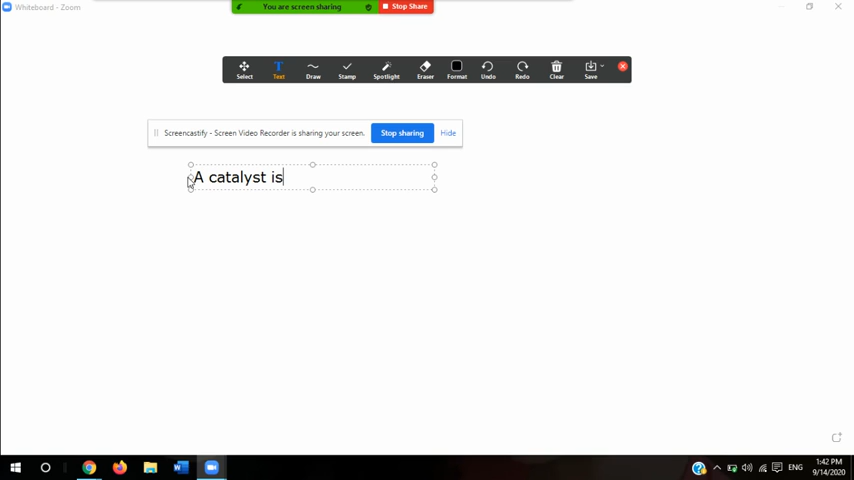 Whiteboard - Zoom
You are screen sharing
Stop Share
Select
Text
Draw
Stamp
Spotlight
Eraser
Format
Undo
Redo
Clear
Save
Screencastify - Screen Video Recorder is sharing your screen.
Stop sharing
Hide
A catalyst is
ENG
1:42 PM
9/14/2020